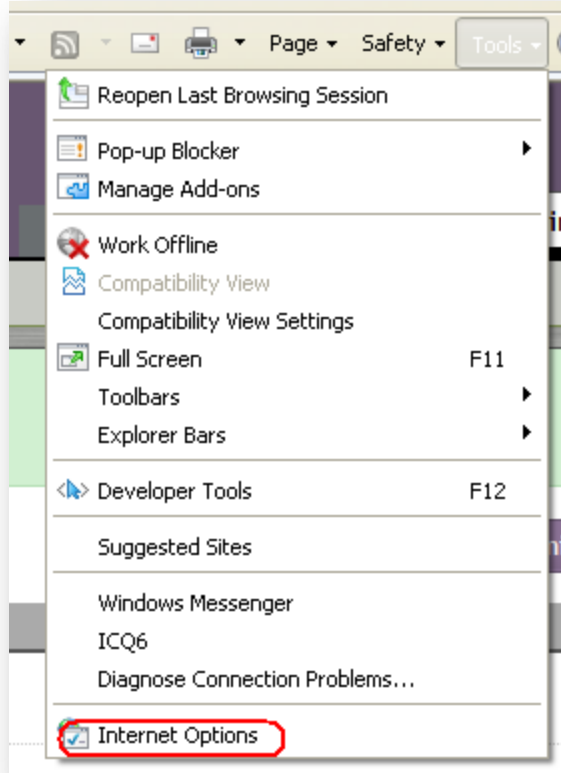 Page Safety Tools
Reopen Last Browsing Session
Pop-up Blocker
Manage Add-ons
Work Offline
Compatibility View
Compatibility View Settings
Full Screen F11
Toolbars
Explorer Bars
Developer Tools F12
Suggested Sites
Windows Messenger
ICQ6
Diagnose Connection Problems...
Internet Options